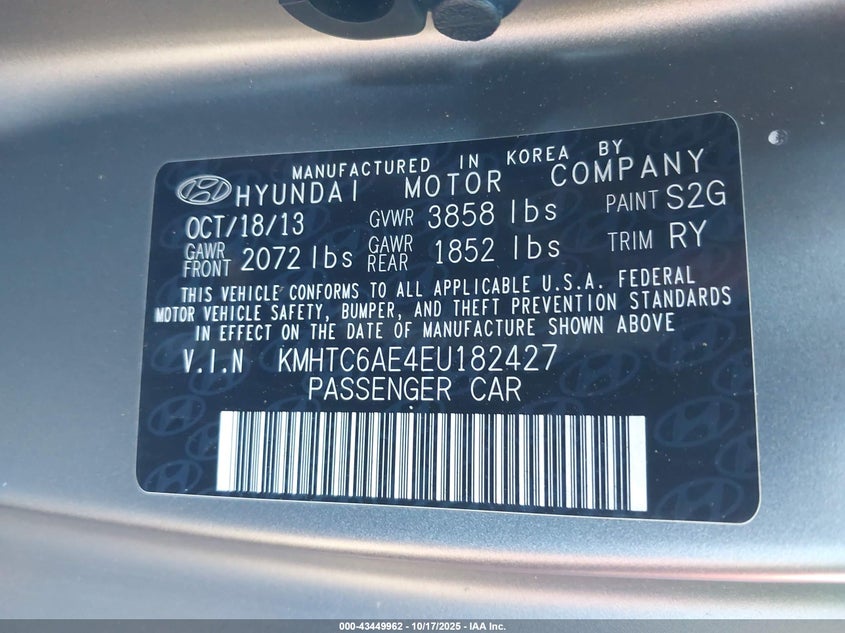 MANUFACTURED IN KOREA BY
HYUNDAI MOTOR COMPANY
OCT/18/13 GVWR 3858 lbs PAINT S2G
GAWR FRONT 2072 lbs GAWR REAR 1852 lbs TRIM RY
THIS VEHICLE CONFORMS TO ALL APPLICABLE U.S.A. FEDERAL
MOTOR VEHICLE SAFETY, BUMPER, AND THEFT PREVENTION STANDARDS
IN EFFECT ON THE DATE OF MANUFACTURE SHOWN ABOVE
V.I.N KMHTC6AE4EU182427
PASSENGER CAR
000-43449962 - 10/17/2025 - IAA Inc.